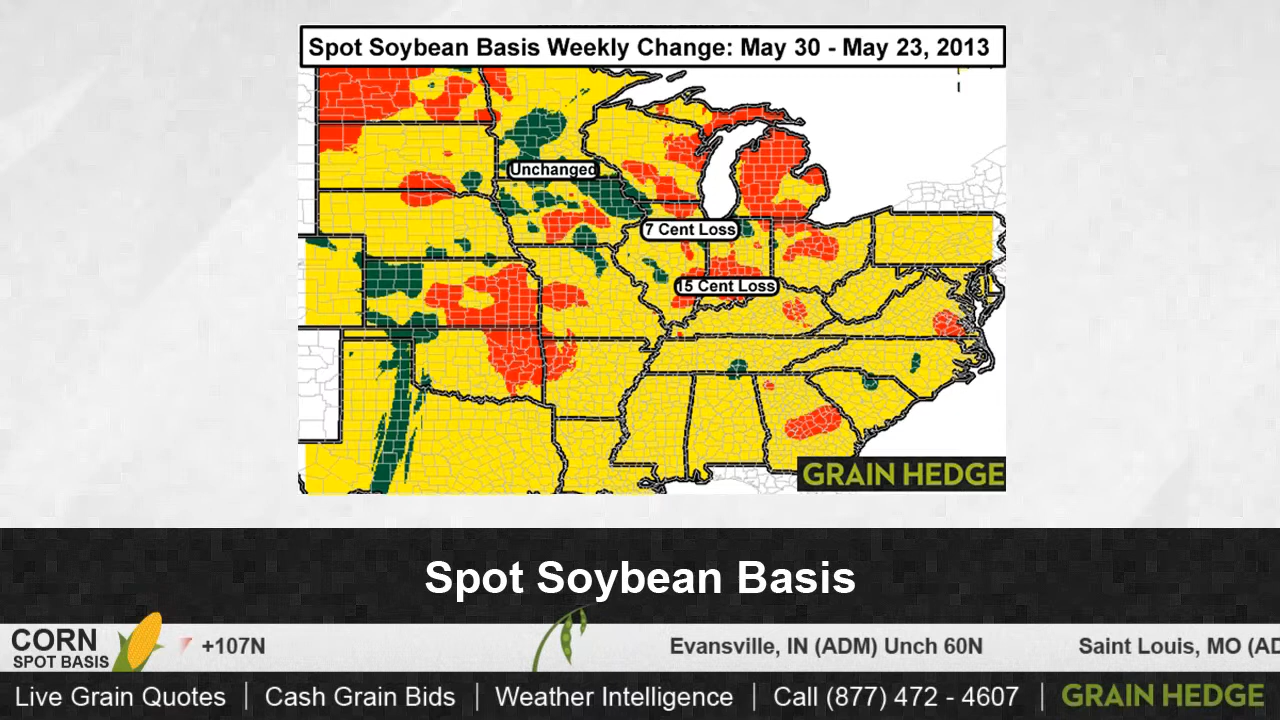 Spot Soybean Basis Weekly Change: May 30 - May 23, 2013
Unchanged
7 Cent Loss
15 Cent Loss
GRAIN HEDGE
Spot Soybean Basis
CORN
SPOT BASIS
+107N
Evansville, IN (ADM) Unch 60N
Saint Louis, MO (AD
Live Grain Quotes | Cash Grain Bids | Weather Intelligence | Call (877) 472 - 4607 | GRAIN HEDGE